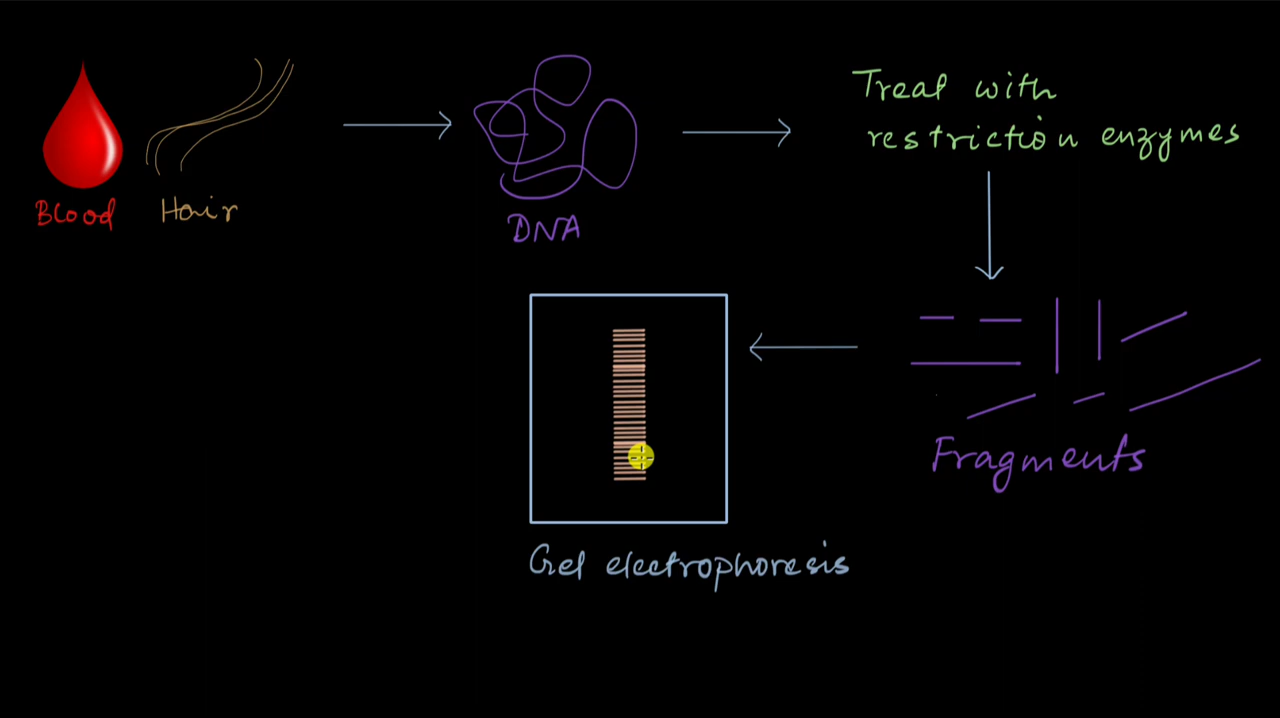 Treat with
restriction enzymes
Blood
Hair
DNA
Fragments
Gel electrophoresis